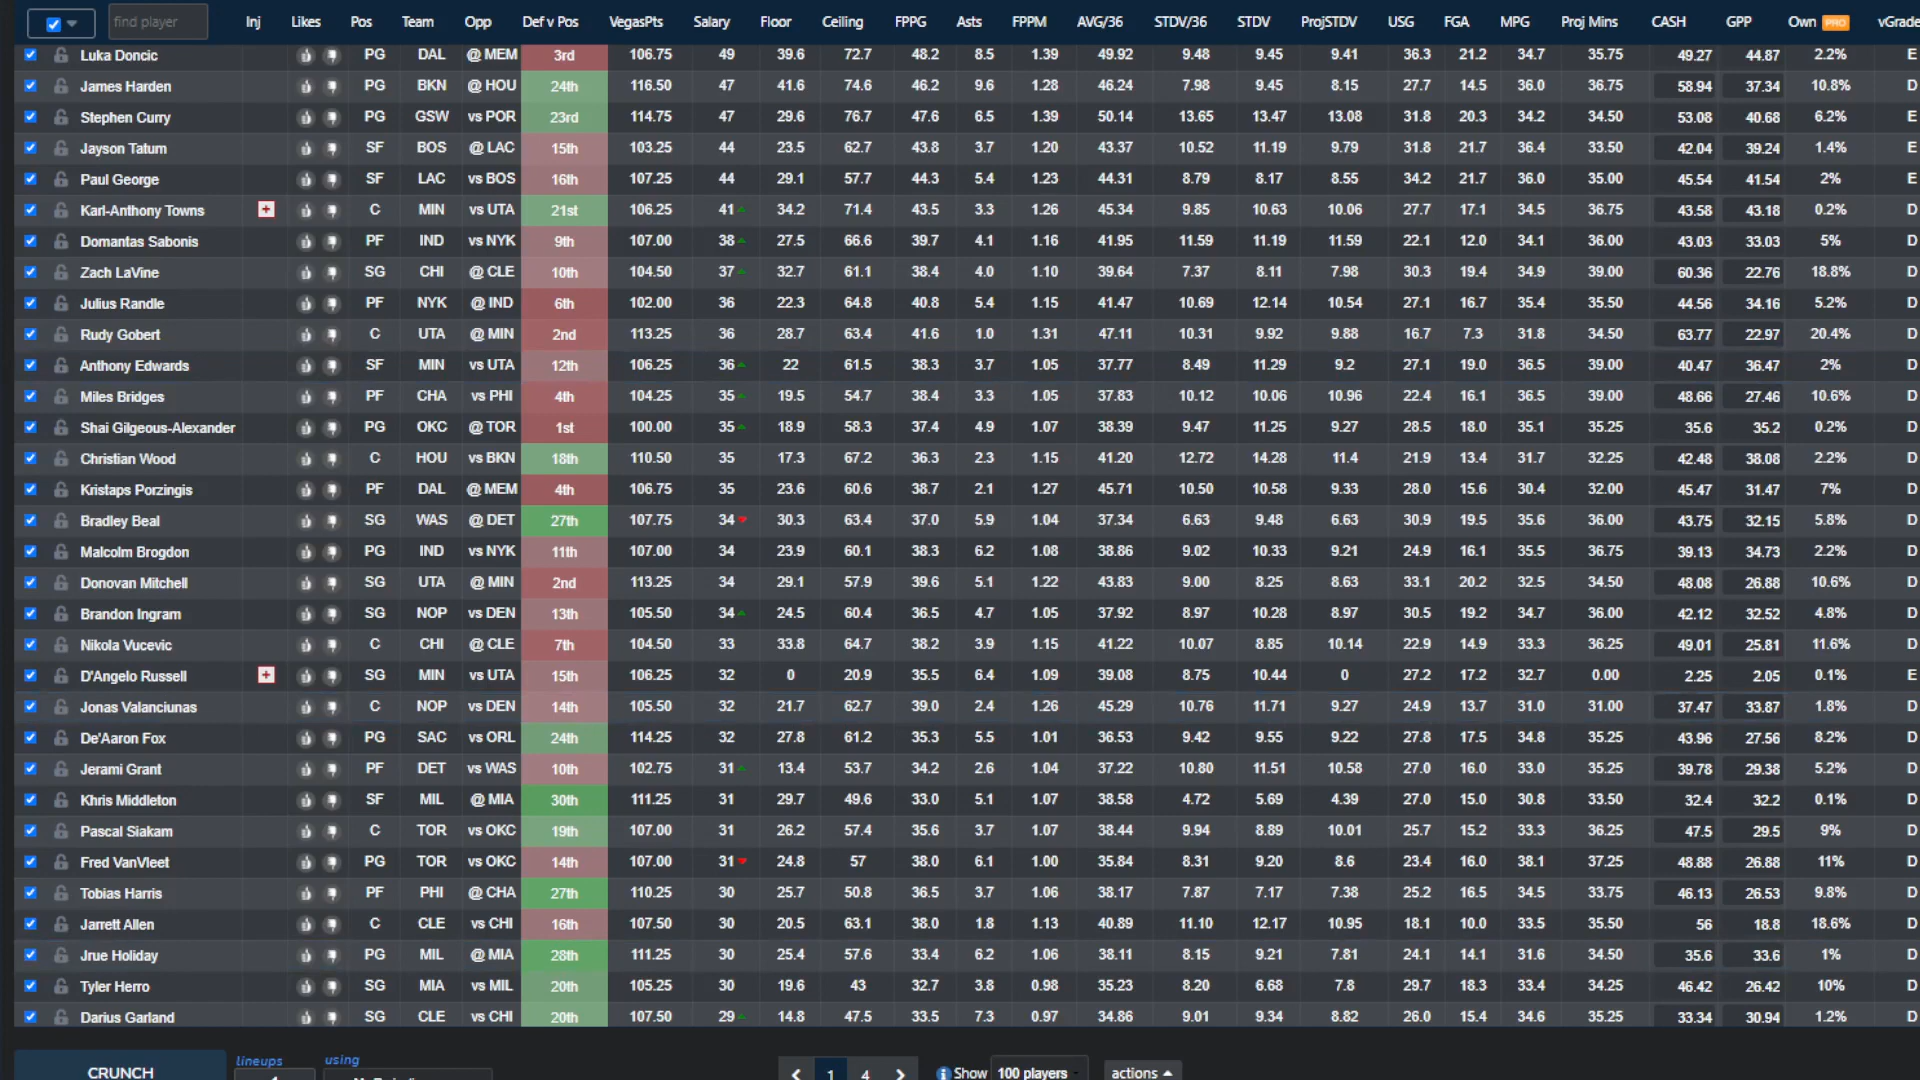 find player Inj Likes Pos Team Opp Def v Pos VegasPts Salary Floor Ceiling FPPG Asts FPPM AVG/36 STDV/36 STDV ProjSTDV USG FGA MPG Proj Mins CASH GPP Own PRO vGrade
Luka Doncic PG DAL @ MEM 3rd 106.75 49 39.6 72.7 48.2 8.5 1.39 49.92 9.48 9.45 9.41 36.3 21.2 34.7 35.75 49.27 44.87 2.2% E
James Harden PG BKN @ HOU 24th 116.50 47 41.6 74.6 46.2 9.6 1.28 46.24 7.98 9.45 8.15 27.7 14.5 36.0 36.75 58.94 37.34 10.8% D
Stephen Curry PG GSW vs POR 23rd 114.75 47 29.6 76.7 47.6 6.5 1.39 50.14 13.65 13.47 13.08 31.8 20.3 34.2 34.50 53.08 40.68 6.2% E
Jayson Tatum SF BOS @ LAC 15th 103.25 44 23.5 62.7 43.8 3.7 1.20 43.37 10.52 11.19 9.79 31.8 21.7 36.4 33.50 42.04 39.24 1.4% E
Paul George SF LAC vs BOS 16th 107.25 44 29.1 57.7 44.3 5.4 1.23 44.31 8.79 8.17 8.55 34.2 21.7 36.0 35.00 45.54 41.54 2% E
Karl-Anthony Towns + C MIN vs UTA 21st 106.25 41 34.2 71.4 43.5 3.3 1.26 45.34 9.85 10.63 10.06 27.7 17.1 34.5 36.75 43.58 43.18 0.2% D
Domantas Sabonis PF IND vs NYK 9th 107.00 38 27.5 66.6 39.7 4.1 1.16 41.95 11.59 11.19 11.59 22.1 12.0 34.1 36.00 43.03 33.03 5% D
Zach LaVine SG CHI @ CLE 10th 104.50 37 32.7 61.1 38.4 4.0 1.10 39.64 7.37 8.11 7.98 30.3 19.4 34.9 39.00 60.36 22.76 18.8% D
Julius Randle PF NYK @ IND 6th 102.00 36 22.3 64.8 40.8 5.4 1.15 41.47 10.69 12.14 10.54 27.1 16.7 35.4 35.50 44.56 34.16 5.2% D
Rudy Gobert C UTA @ MIN 2nd 113.25 36 28.7 63.4 41.6 1.0 1.31 47.11 10.31 9.92 9.88 16.7 7.3 31.8 34.50 63.77 22.97 20.4% D
Anthony Edwards SF MIN vs UTA 12th 106.25 36 22 61.5 38.3 3.7 1.05 37.77 8.49 11.29 9.2 27.1 19.0 36.5 39.00 40.47 36.47 2% D
Miles Bridges PF CHA vs PHI 4th 104.25 35 19.5 54.7 38.4 3.3 1.05 37.83 10.12 10.06 10.96 22.4 16.1 36.5 39.00 48.66 27.46 10.6% D
Shai Gilgeous-Alexander PG OKC @ TOR 1st 100.00 35 18.9 58.3 37.4 4.9 1.07 38.39 9.47 11.25 9.27 28.5 18.0 35.1 35.25 35.6 35.2 0.2% D
Christian Wood C HOU vs BKN 18th 110.50 35 17.3 67.2 36.3 2.3 1.15 41.20 12.72 14.28 11.4 21.9 13.4 31.7 32.25 42.48 38.08 2.2% D
Kristaps Porzingis PF DAL @ MEM 4th 106.75 35 23.6 60.6 38.7 2.1 1.27 45.71 10.50 10.58 9.33 28.0 15.6 30.4 32.00 45.47 31.47 7% D
Bradley Beal SG WAS @ DET 27th 107.75 34 30.3 63.4 37.0 5.9 1.04 37.34 6.63 9.48 6.63 30.9 19.5 35.6 36.00 43.75 32.15 5.8% D
Malcolm Brogdon PG IND vs NYK 11th 107.00 34 23.9 60.1 38.3 6.2 1.08 38.86 9.02 10.33 9.21 24.9 16.1 35.5 36.75 39.13 34.73 2.2% D
Donovan Mitchell SG UTA @ MIN 2nd 113.25 34 29.1 57.9 39.6 5.1 1.22 43.83 9.00 8.25 8.63 33.1 20.2 32.5 34.50 48.08 26.88 10.6% D
Brandon Ingram SG NOP vs DEN 13th 105.50 34 24.5 60.4 36.5 4.7 1.05 37.92 8.97 10.28 8.97 30.5 19.2 34.7 36.00 42.12 32.52 4.8% D
Nikola Vucevic C CHI @ CLE 7th 104.50 33 33.8 64.7 38.2 3.9 1.15 41.22 10.07 8.85 10.14 22.9 14.9 33.3 36.25 49.01 25.81 11.6% D
D'Angelo Russell + SG MIN vs UTA 15th 106.25 32 0 20.9 35.5 6.4 1.09 39.08 8.75 10.44 0 27.2 17.2 32.7 0.00 2.25 2.05 0.1% E
Jonas Valanciunas C NOP vs DEN 14th 105.50 32 21.7 62.7 39.0 2.4 1.26 45.29 10.76 11.71 9.27 24.9 13.7 31.0 31.00 37.47 33.87 1.8% D
De'Aaron Fox PG SAC vs ORL 24th 114.25 32 27.8 61.2 35.3 5.5 1.01 36.53 9.42 9.55 9.22 27.8 17.5 34.8 35.25 43.96 27.56 8.2% D
Jerami Grant PF DET vs WAS 10th 102.75 31 13.4 53.7 34.2 2.6 1.04 37.22 10.80 11.51 10.58 27.0 16.0 33.0 35.25 39.78 29.38 5.2% D
Khris Middleton SF MIL @ MIA 30th 111.25 31 29.7 49.6 33.0 5.1 1.07 38.58 4.72 5.69 4.39 27.0 15.0 30.8 33.50 32.4 32.2 0.1% D
Pascal Siakam C TOR vs OKC 19th 107.00 31 26.2 57.4 35.6 3.7 1.07 38.44 9.94 8.89 10.01 25.7 15.2 33.3 36.25 47.5 29.5 9% D
Fred VanVleet PG TOR vs OKC 14th 107.00 31 24.8 57 38.0 6.1 1.00 35.84 8.31 9.20 8.6 23.4 16.0 38.1 37.25 48.88 26.88 11% D
Tobias Harris PF PHI @ CHA 27th 110.25 30 25.7 50.8 36.5 3.7 1.06 38.17 7.87 7.17 7.38 25.2 16.5 34.5 33.75 46.13 26.53 9.8% D
Jarrett Allen C CLE vs CHI 16th 107.50 30 20.5 63.1 38.0 1.8 1.13 40.89 11.10 12.17 10.95 18.1 10.0 33.5 35.50 56 18.8 18.6% D
Jrue Holiday PG MIL @ MIA 28th 111.25 30 25.4 57.6 33.4 6.2 1.06 38.11 8.15 9.21 7.81 24.1 14.1 31.6 34.50 35.6 33.6 1% D
Tyler Herro SG MIA vs MIL 20th 105.25 30 19.6 43 32.7 3.8 0.98 35.23 8.20 6.68 7.8 29.7 18.3 33.4 34.25 46.42 26.42 10% D
Darius Garland SG CLE vs CHI 20th 107.50 29 14.8 47.5 33.5 7.3 0.97 34.86 9.01 9.34 8.82 26.0 15.4 34.6 35.25 33.34 30.94 1.2% D
lineups using
CRUNCH 1 4 Show 100 players actions